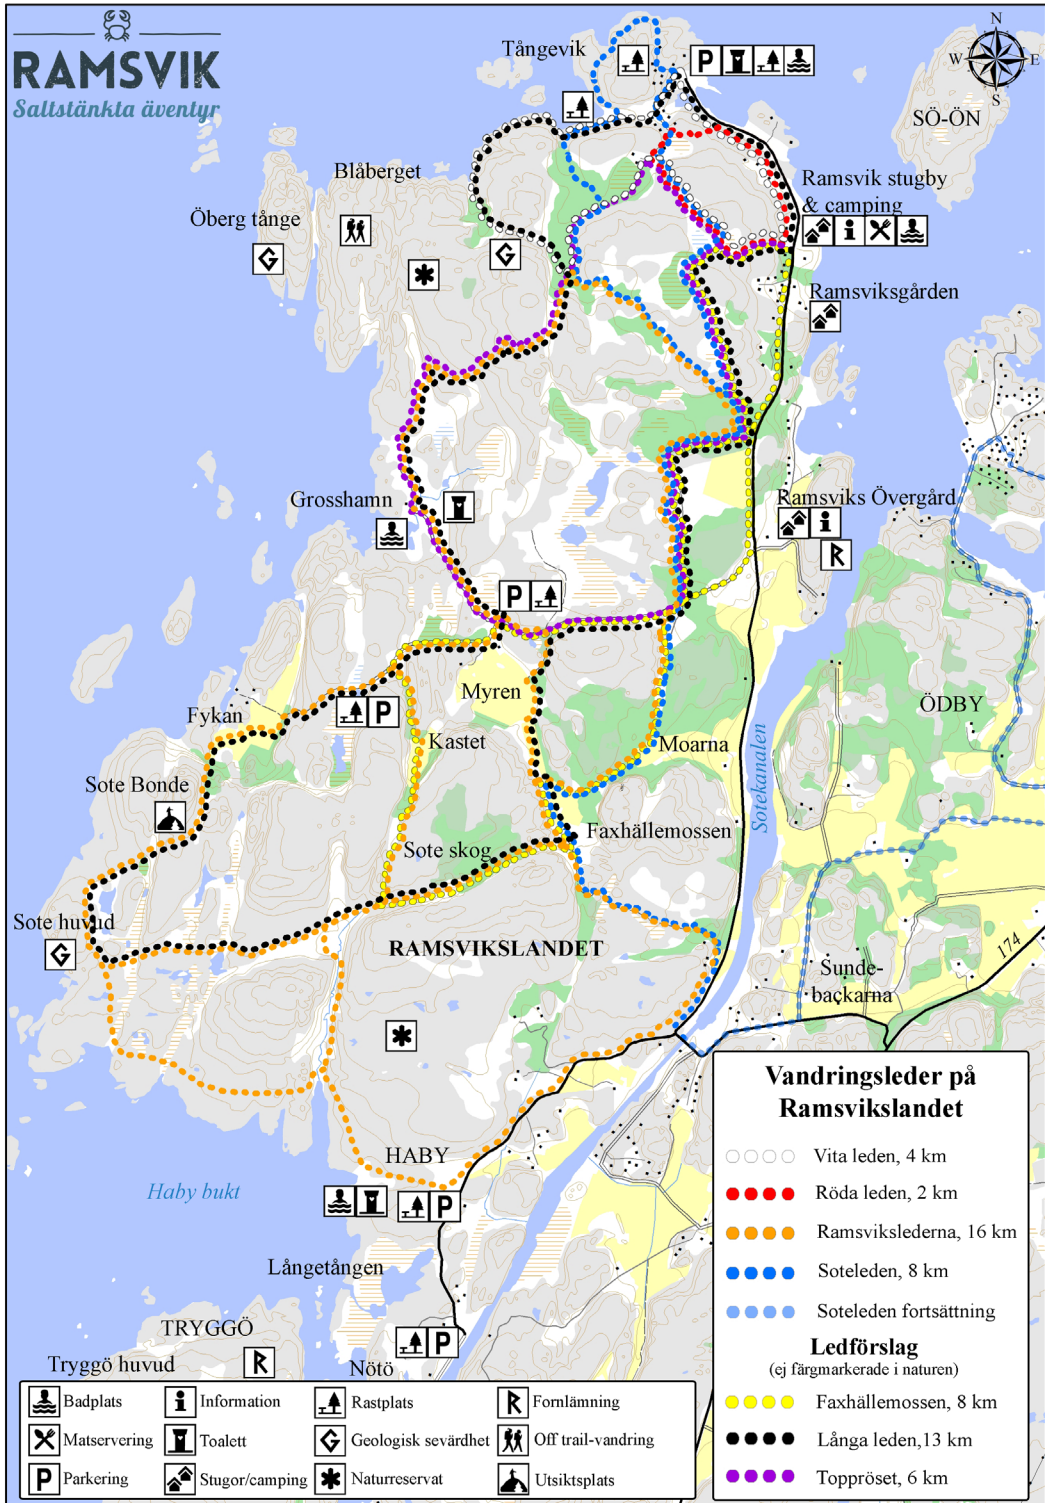 RAMSVIK
Saltstänkta äventyr
N
W E
S
Tångevik
P
SÖ-ÖN
Blåberget
Öberg tånge
Ramsvik stugby
& camping
Ramsviksgården
Grosshamn
Ramsviks Övergård
P
Myren
Fykan
P
Kastet
Moarna
ÖDBY
Sotekanalen
Sote Bonde
Faxhällemossen
Sote skog
Sote huvud
RAMSVIKSLANDET
174
Sunde-
backarna
HABY
Haby bukt
P
Långetången
TRYGGÖ
P
Tryggö huvud
Nötö
Vandringsleder på
Ramsvikslandet
Vita leden, 4 km
Röda leden, 2 km
Ramsvikslederna, 16 km
Soteleden, 8 km
Soteleden fortsättning
Ledförslag
(ej färgmarkerade i naturen)
Faxhällemossen, 8 km
Långa leden,13 km
Toppröset, 6 km
Badplats
Information
Rastplats
Fornlämning
Matservering
Toalett
Geologisk sevärdhet
Off trail-vandring
P Parkering
Stugor/camping
Naturreservat
Utsiktsplats